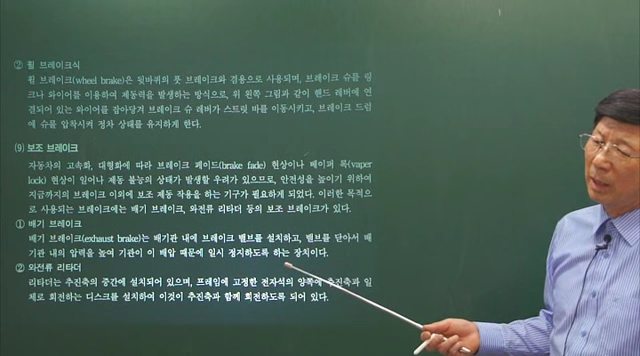 ② 휠 브레이크식
휠 브레이크(wheel brake)은 뒷바퀴의 풋 브레이크와 겸용으로 사용되며, 브레이크 슈를 링
크나 와이어를 이용하여 제동력을 발생하는 방식으로, 위 왼쪽 그림과 같이 핸드 레버에 연
결되어 있는 와이어를 잡아당겨 브레이크 슈 레버가 스트럿 바를 이동시키고, 브레이크 드럼
에 슈를 압착시켜 정차 상태를 유지하게 한다.
(9) 보조 브레이크
자동차의 고속화, 대형화에 따라 브레이크 페이드(brake fade) 현상이나 베이퍼 록(vaper
lock) 현상이 일어나 제동 불능의 상태가 발생할 우려가 있으므로, 안전성을 높이기 위하여
지금까지의 브레이크 이외에 보조 제동 작용을 하는 기구가 필요하게 되었다. 이러한 목적으
로 사용되는 브레이크에는 배기 브레이크, 와전류 리타더 등의 보조 브레이크가 있다.
① 배기 브레이크
배기 브레이크(exhaust brake)는 배기관 내에 브레이크 밸브를 설치하고, 밸브를 닫아서 배
기관 내의 압력을 높여 기관이 이 배압 때문에 일시 정지하도록 하는 장치이다.
② 와전류 리타더
리타더는 추진축의 중간에 설치되어 있으며, 프레임에 고정한 전자석의 양쪽에 추진축과 일
체로 회전하는 디스크를 설치하여 이것이 추진축과 함께 회전하도록 되어 있다.